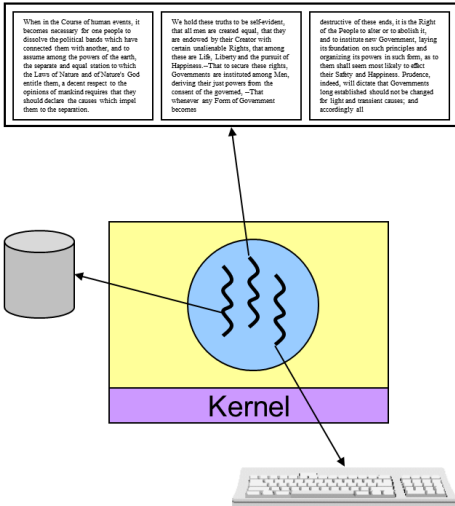 When in the Course of human events, it
becomes necessary for one people to
dissolve the political bands which have
connected them with another, and to
assume among the powers of the earth,
the separate and equal station to which
the Laws of Nature and of Nature's God
entitle them, a decent respect to the
opinions of mankind requires that they
should declare the causes which impel
them to the separation.
We hold these truths to be self-evident,
that all men are created equal, that they
are endowed by their Creator with
certain unalienable Rights, that among
these are Life, Liberty and the pursuit of
Happiness.--That to secure these rights,
Governments are instituted among Men,
deriving their just powers from the
consent of the governed, --That
whenever any Form of Government
becomes
destructive of these ends, it is the Right
of the People to alter or to abolish it,
and to institute new Government, laying
its foundation on such principles and
organizing its powers in such form, as to
them shall seem most likely to effect
their Safety and Happiness. Prudence,
indeed, will dictate that Governments
long established should not be changed
for light and transient causes; and
accordingly all
Kernel